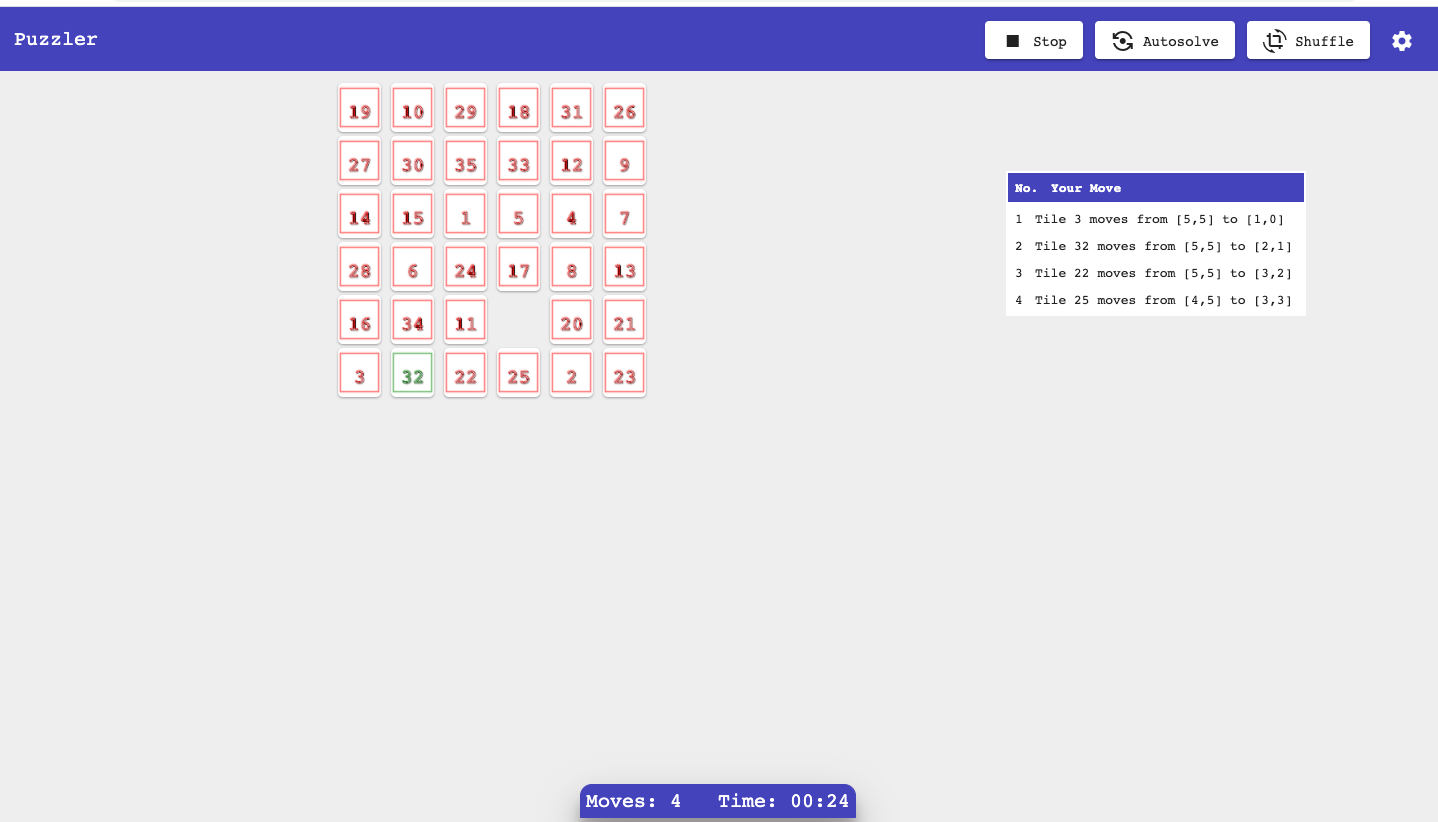 Puzzler
Stop
Autosolve
Shuffle
19 10 29 18 31 26
27 30 35 33 12 9
14 15 1 5 4 7
28 6 24 17 8 13
16 34 11 20 21
3 32 22 25 2 23
No. Your Move
1 Tile 3 moves from [5,5] to [1,0]
2 Tile 32 moves from [5,5] to [2,1]
3 Tile 22 moves from [5,5] to [3,2]
4 Tile 25 moves from [4,5] to [3,3]
Moves: 4 Time: 00:24